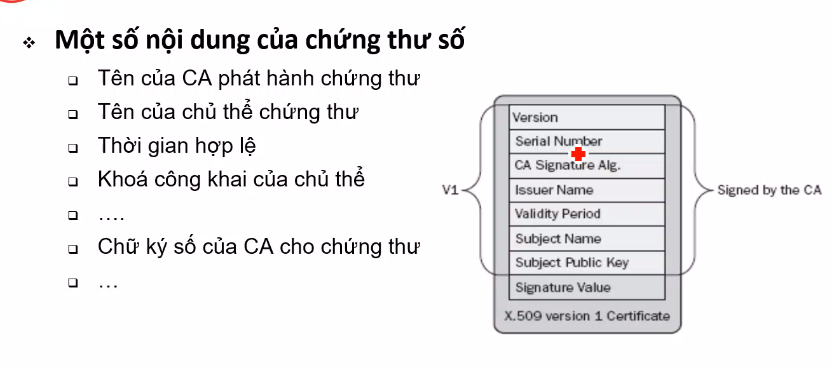 Một số nội dung của chứng thư số
Tên của CA phát hành chứng thư
Tên của chủ thể chứng thư
Thời gian hợp lệ
Khoá công khai của chủ thể
....
Chữ ký số của CA cho chứng thư
...
V1
Version
Serial Number
CA Signature Alg.
Issuer Name
Validity Period
Subject Name
Subject Public Key
Signature Value
X.509 version 1 Certificate
Signed by the CA